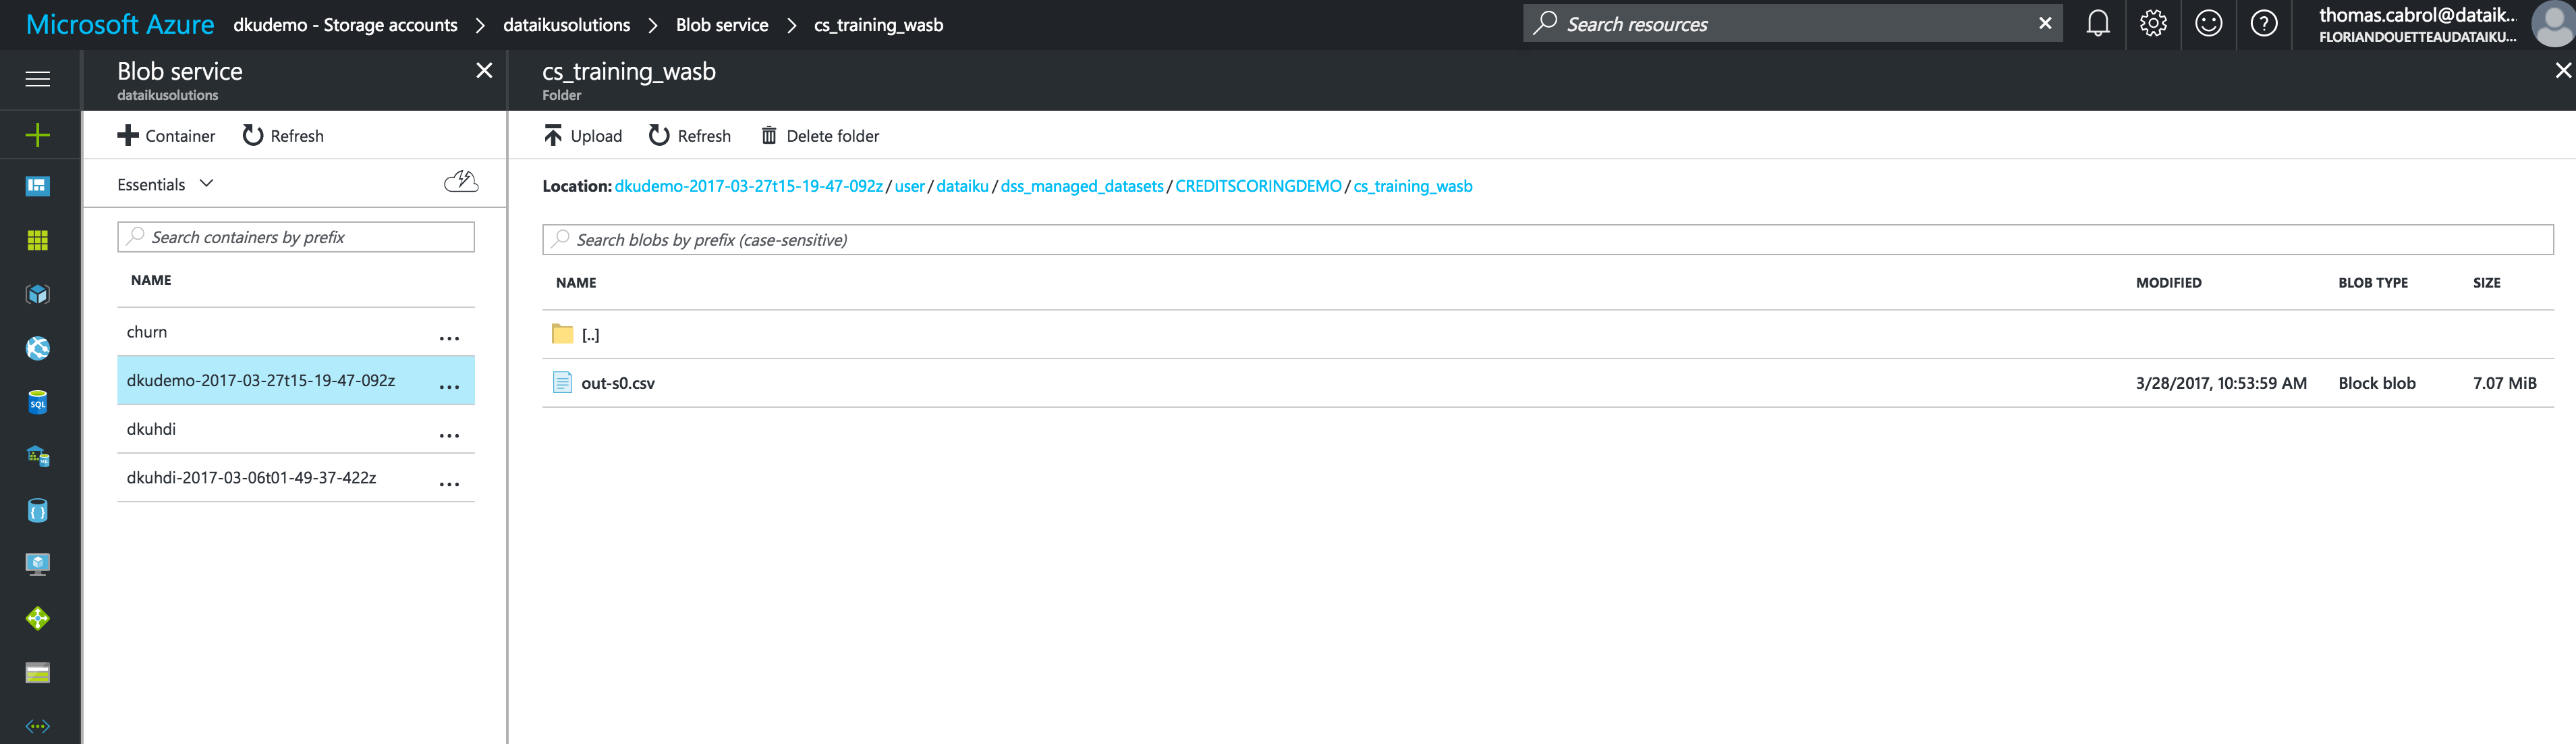 Microsoft Azure dkudemo - Storage accounts > dataikusolutions > Blob service > cs_training_wasb
Search resources
thomas.cabrol@dataik...
FLORIANDOUETTEAUDATAIKU...
Blob service
dataikusolutions
Container Refresh
Essentials
Search containers by prefix
NAME
churn ...
dkudemo-2017-03-27t15-19-47-092z ...
dkuhdi ...
dkuhdi-2017-03-06t01-49-37-422z ...
SQL
cs_training_wasb
Folder
Upload Refresh Delete folder
Location: dkudemo-2017-03-27t15-19-47-092z / user / dataiku / dss_managed_datasets / CREDITSCORINGDEMO / cs_training_wasb
Search blobs by prefix (case-sensitive)
NAME MODIFIED BLOB TYPE SIZE
[..]
out-s0.csv 3/28/2017, 10:53:59 AM Block blob 7.07 MiB